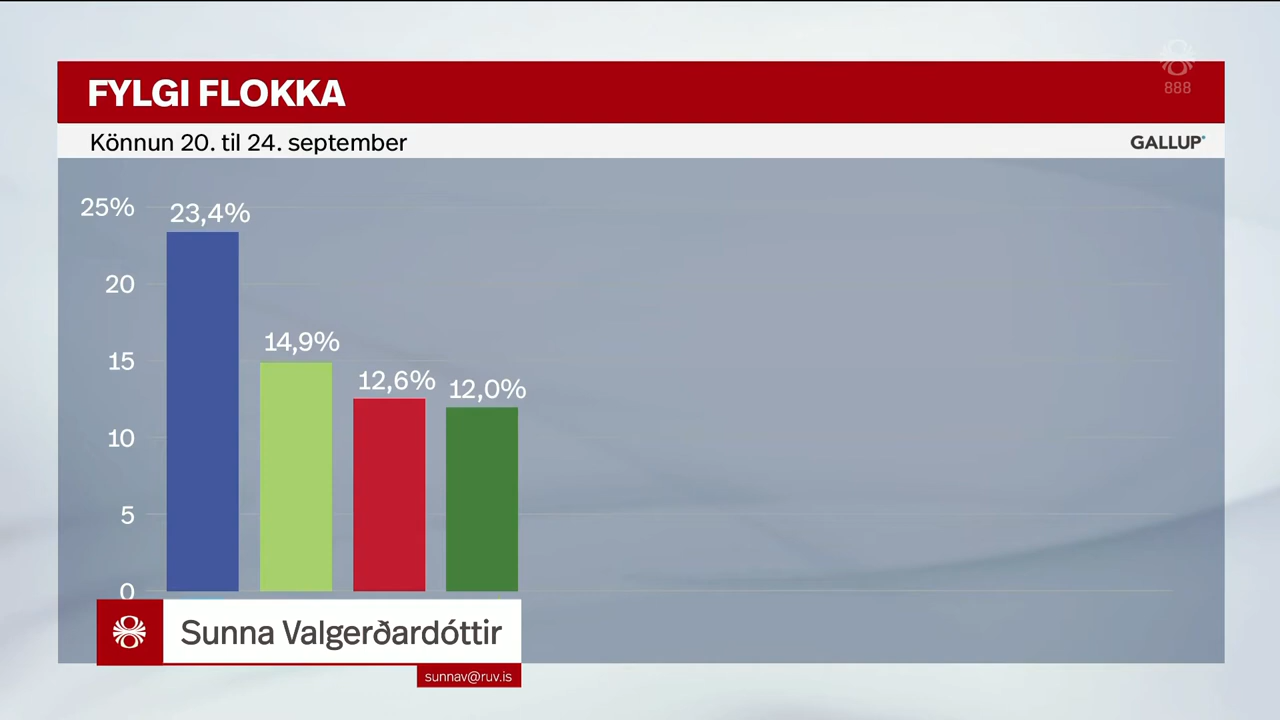 888
FYLGI FLOKKA
Könnun 20. til 24. september
GALLUP
25%
23,4%
20
14,9%
15
12,6%
12,0%
10
5
0
Sunna Valgerðardóttir
sunnav@ruv.is